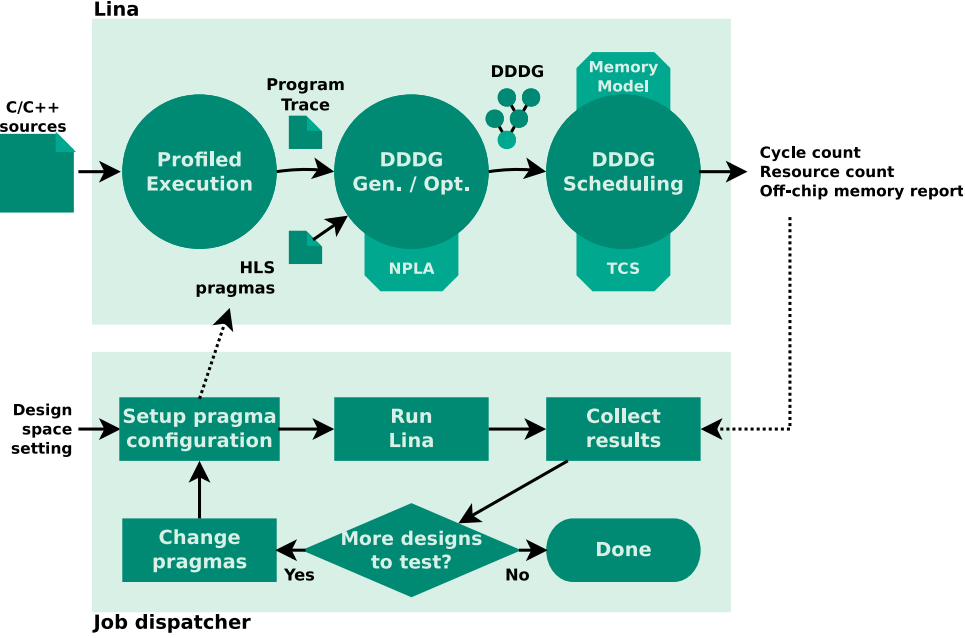 Lina
C/C++
sources
Profiled
Execution
Program
Trace
HLS
pragmas
DDDG
Gen. / Opt.
NPLA
DDDG
Memory
Model
DDDG
Scheduling
TCS
Cycle count
Resource count
Off-chip memory report
Design
space
setting
Setup pragma
configuration
Run
Lina
Collect
results
Change
pragmas
Yes
More designs
to test?
No
Done
Job dispatcher